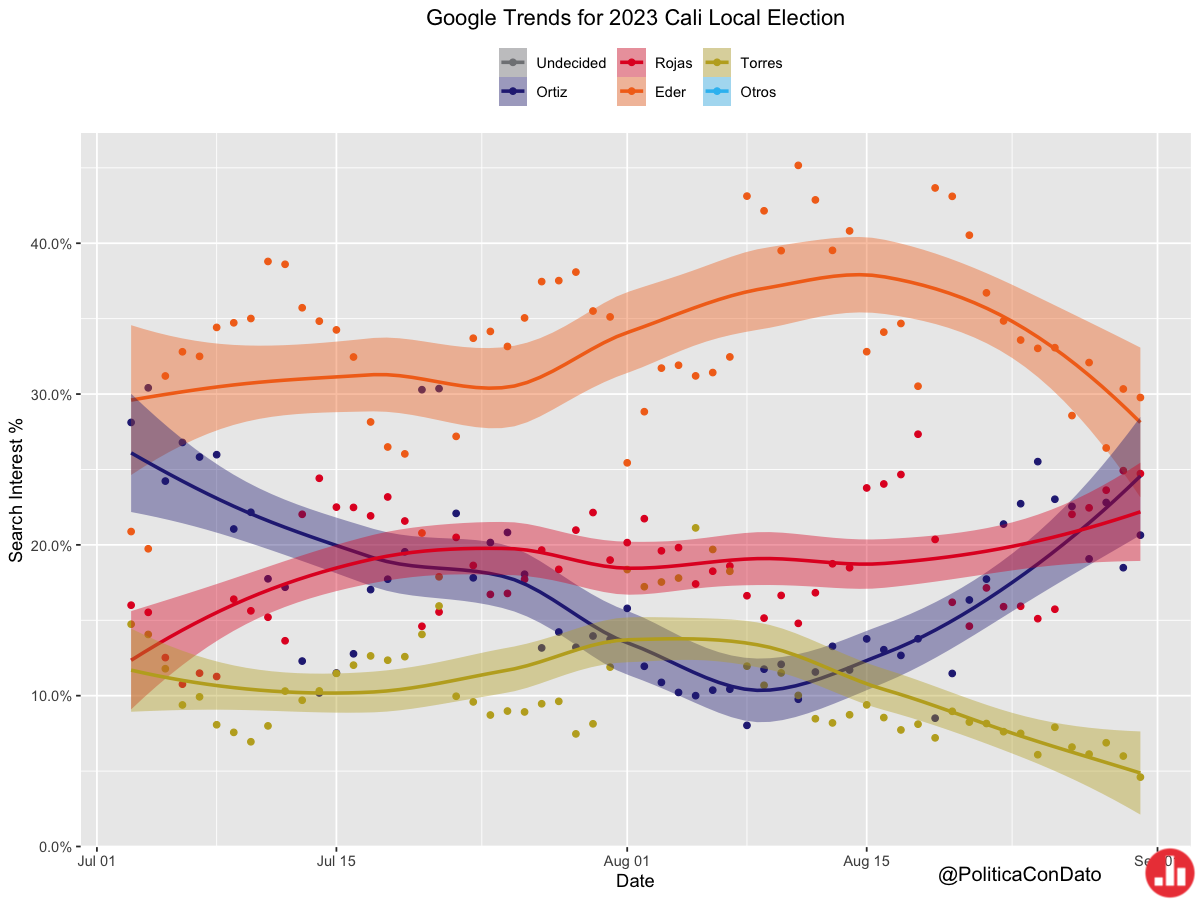 Google Trends for 2023 Cali Local Election
Undecided Rojas Torres
Ortiz Eder Otros
Search Interest %
40.0%
30.0%
20.0%
10.0%
0.0%
Jul 01 Jul 15 Aug 01 Aug 15
Date
@PoliticaConDato